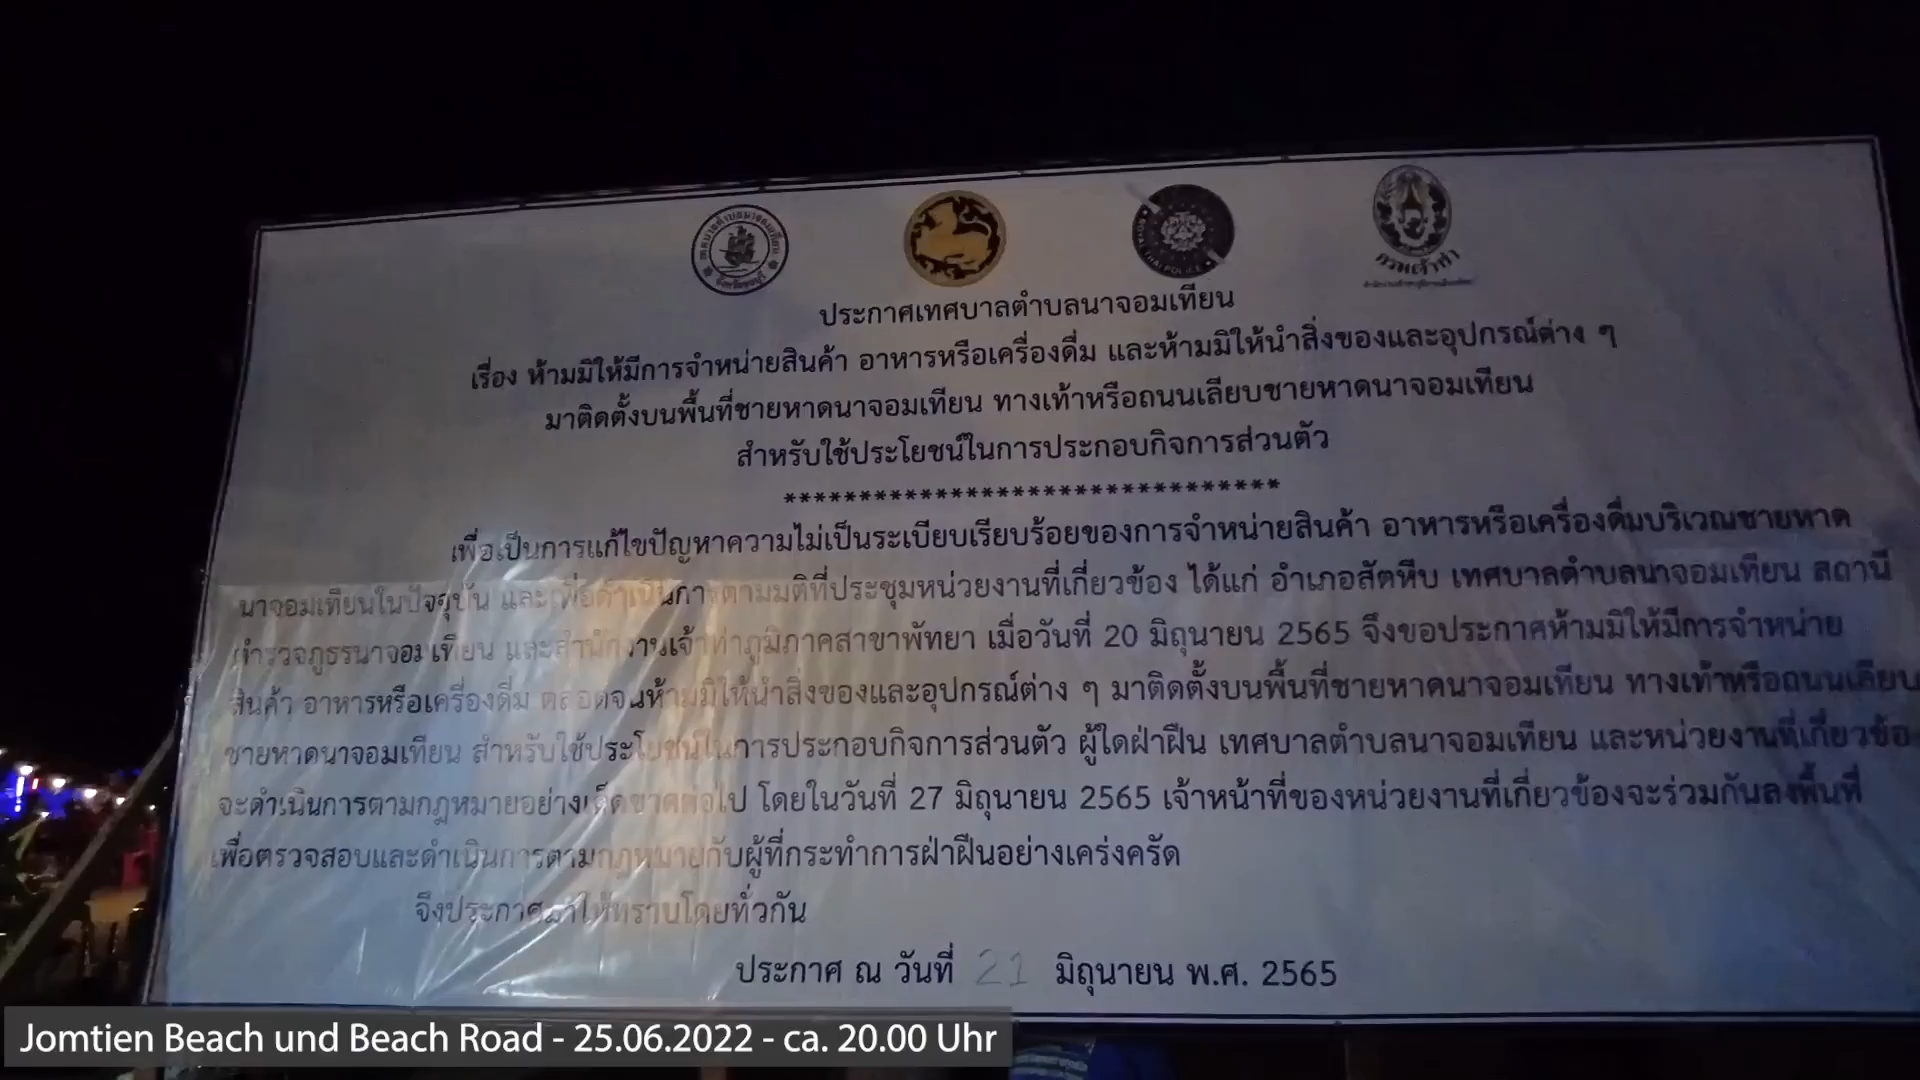 เทศบาลตำบลนาจอมเทียน
จังหวัดชลบุรี
ROYAL THAI POLICE
กรมเจ้าท่า
ประกาศเทศบาลตำบลนาจอมเทียน
เรื่อง ห้ามมิให้มีการจำหน่ายสินค้า อาหารหรือเครื่องดื่ม และห้ามมิให้นำสิ่งของและอุปกรณ์ต่าง ๆ
มาติดตั้งบนพื้นที่ชายหาดนาจอมเทียน ทางเท้าหรือถนนเลียบชายหาดนาจอมเทียน
สำหรับใช้ประโยชน์ในการประกอบกิจการส่วนตัว
*********************************
เพื่อเป็นการแก้ไขปัญหาความไม่เป็นระเบียบเรียบร้อยของการจำหน่ายสินค้า อาหารหรือเครื่องดื่มบริเวณชายหาด
นาจอมเทียนในปัจจุบัน และเพื่อดำเนินการตามมติที่ประชุมหน่วยงานที่เกี่ยวข้อง ได้แก่ อำเภอสัตหีบ เทศบาลตำบลนาจอมเทียน สถานี
ตำรวจภูธรนาจอมเทียน และสำนักงานเจ้าท่าภูมิภาคสาขาพัทยา เมื่อวันที่ 20 มิถุนายน 2565 จึงขอประกาศห้ามมิให้มีการจำหน่าย
สินค้า อาหารหรือเครื่องดื่ม ตลอดจนห้ามมิให้นำสิ่งของและอุปกรณ์ต่าง ๆ มาติดตั้งบนพื้นที่ชายหาดนาจอมเทียน ทางเท้าหรือถนนเลียบ
ชายหาดนาจอมเทียน สำหรับใช้ประโยชน์ในการประกอบกิจการส่วนตัว ผู้ใดฝ่าฝืน เทศบาลตำบลนาจอมเทียน และหน่วยงานที่เกี่ยวข้อ
จะดำเนินการตามกฎหมายอย่างเด็ดขาดต่อไป โดยในวันที่ 27 มิถุนายน 2565 เจ้าหน้าที่ของหน่วยงานที่เกี่ยวข้องจะร่วมกันลงพื้นที่
เพื่อตรวจสอบและดำเนินการตามกฎหมายกับผู้ที่กระทำการฝ่าฝืนอย่างเคร่งครัด
จึงประกาศมาให้ทราบโดยทั่วกัน
ประกาศ ณ วันที่ 21 มิถุนายน พ.ศ. 2565
Jomtien Beach und Beach Road - 25.06.2022 - ca. 20.00 Uhr